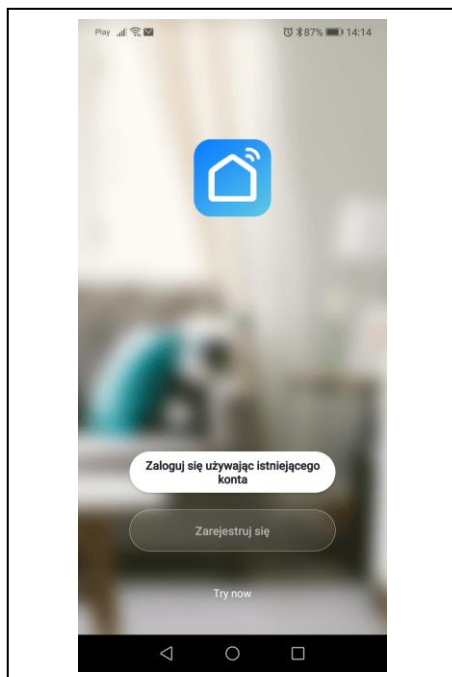 Play 87% 14:14
Zaloguj się używając istniejącego
konta
Zarejestruj się
Try now